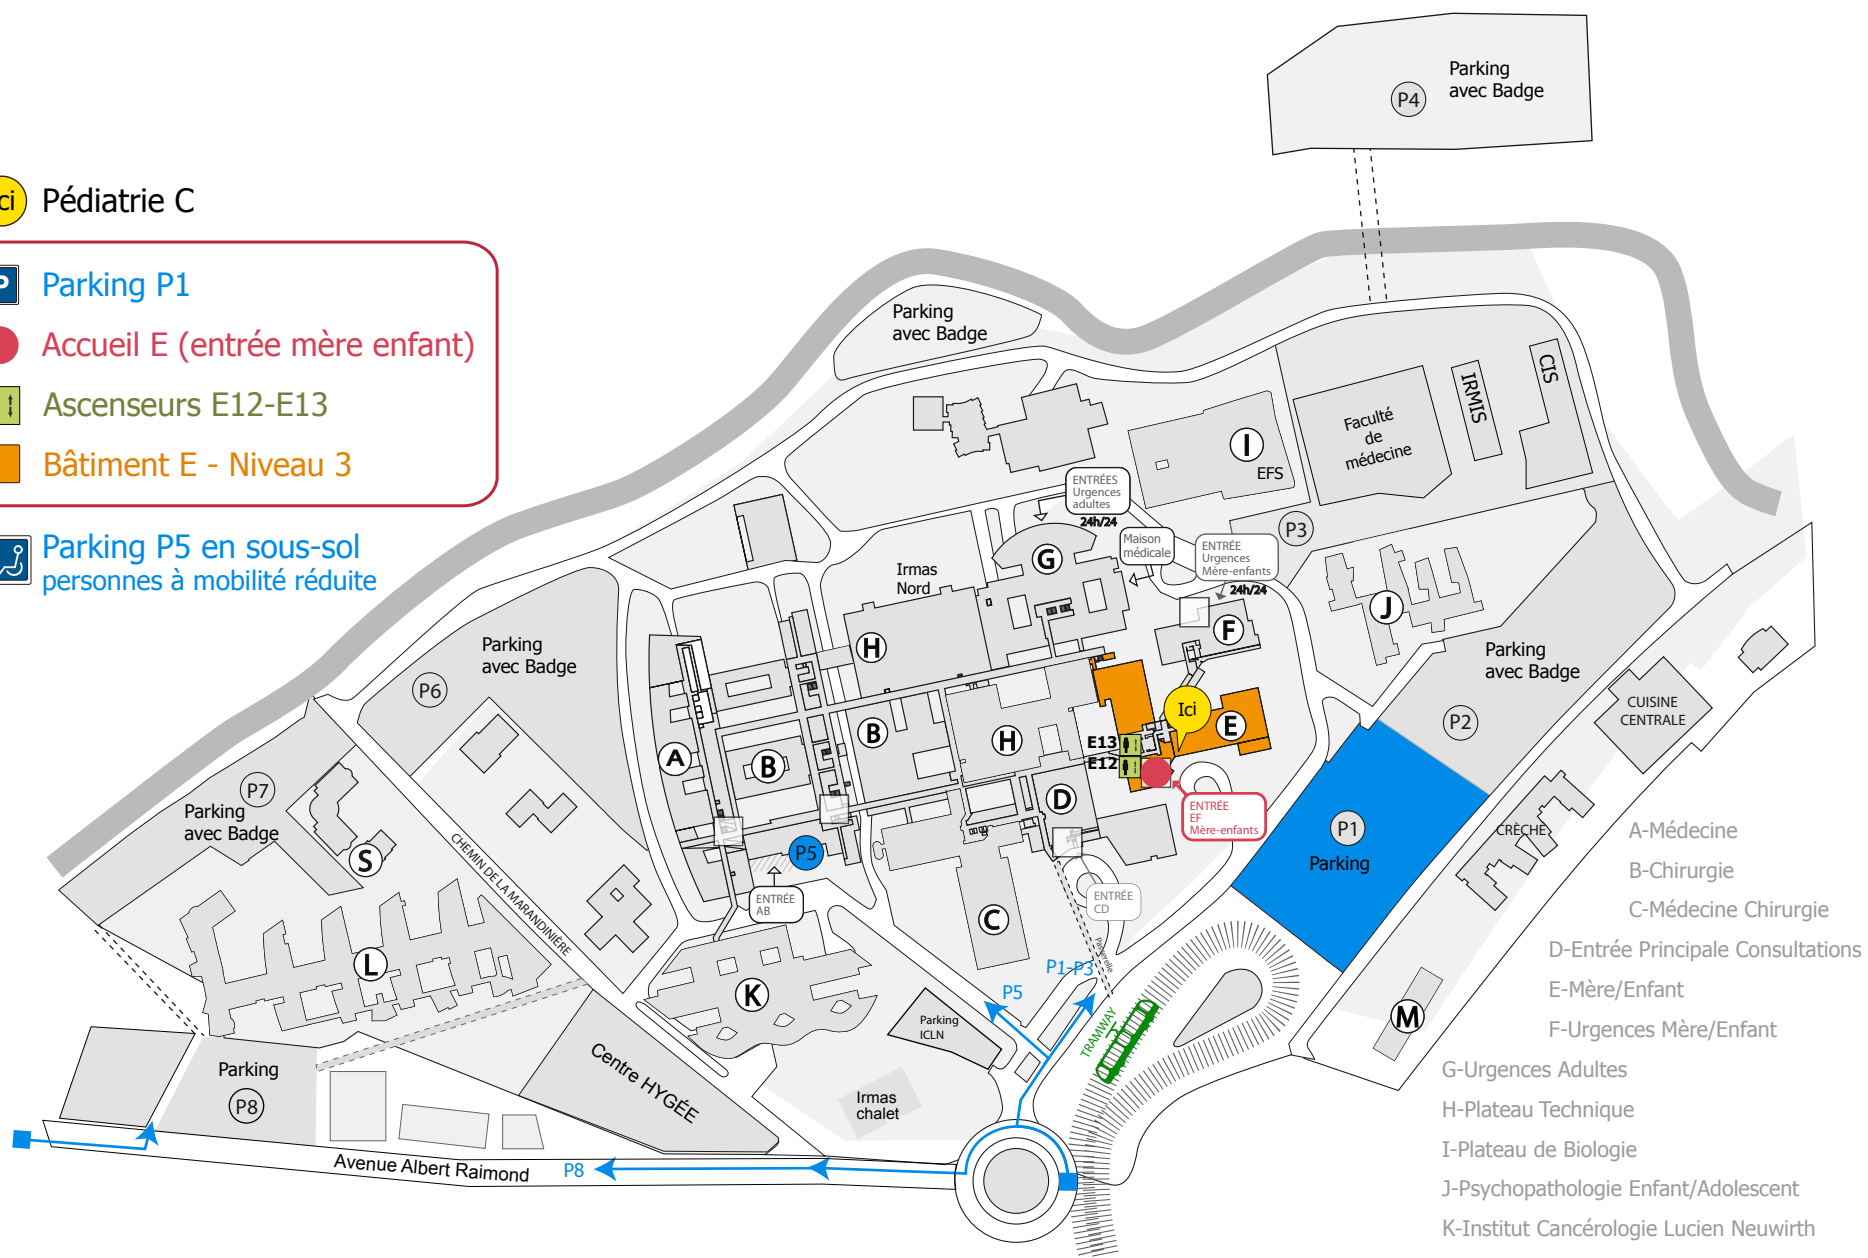 Parking
avec Badge
P4
ci
Pédiatrie C
P
Parking P1
Accueil E (entrée mère enfant)
Ascenseurs E12-E13
Bâtiment E - Niveau 3
Parking P5 en sous-sol
personnes à mobilité réduite
Parking
avec Badge
IRMIS
CIS
Faculté
de
médecine
I
EFS
ENTRÉES
Urgences
adultes
24h/24
Maison
médicale
ENTRÉE
Urgences
Mère-enfants
24h/24
P3
G
Irmas
Nord
J
F
H
Parking
avec Badge
P6
Parking
avec Badge
P2
CUISINE
CENTRALE
Ici
E
A
B
B
H
E13
E12
D
ENTRÉE
EF
Mère-enfants
P7
Parking
avec Badge
S
P5
ENTRÉE
AB
ENTRÉE
CD
P1
Parking
CRÈCHE
CHEMIN DE LA MARANDINIÈRE
C
L
K
Passerelle
P1-P3
P5
TRAMWAY
M
Parking
ICLN
Irmas
chalet
Centre HYGÉE
Parking
P8
Avenue Albert Raimond
P8
A-Médecine
B-Chirurgie
C-Médecine Chirurgie
D-Entrée Principale Consultations
E-Mère/Enfant
F-Urgences Mère/Enfant
G-Urgences Adultes
H-Plateau Technique
I-Plateau de Biologie
J-Psychopathologie Enfant/Adolescent
K-Institut Cancérologie Lucien Neuwirth